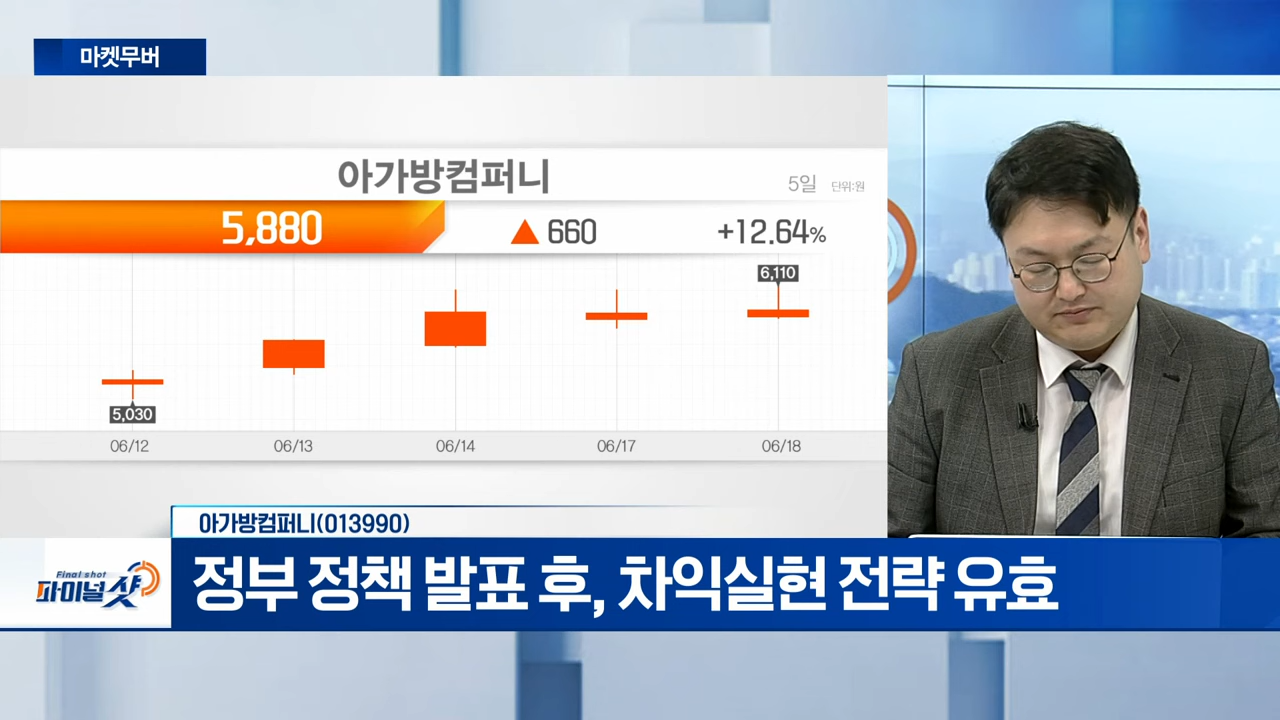 마켓무버
아가방컴퍼니
5일 단위:원
5,880 ▲ 660 +12.64%
6,110
5,030
06/12 06/13 06/14 06/17 06/18
아가방컴퍼니(013990)
Final shot
파이널샷
정부 정책 발표 후, 차익실현 전략 유효